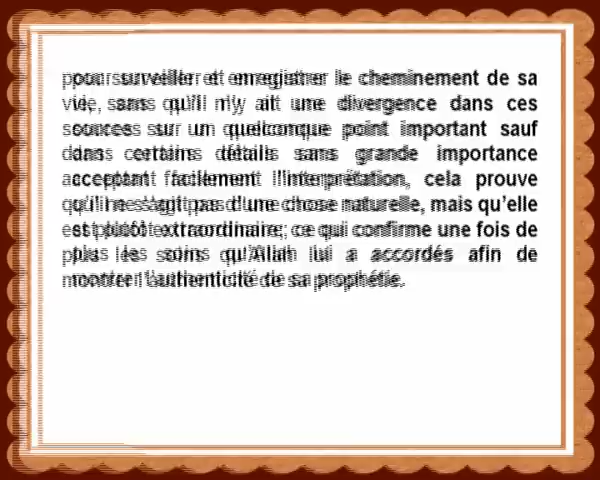 pour surveiller et enregistrer le cheminement de sa
vie, sans qu'il n'y ait une divergence dans ces
sources sur un quelconque point important sauf
dans certains détails sans grande importance
acceptant facilement l'interprétation, cela prouve
qu'il ne s'agit pas d'une chose naturelle, mais qu'elle
est plutôt extraordinaire; ce qui confirme une fois de
plus les soins qu'Allah lui a accordés afin de
montrer l'authenticité de sa prophétie.